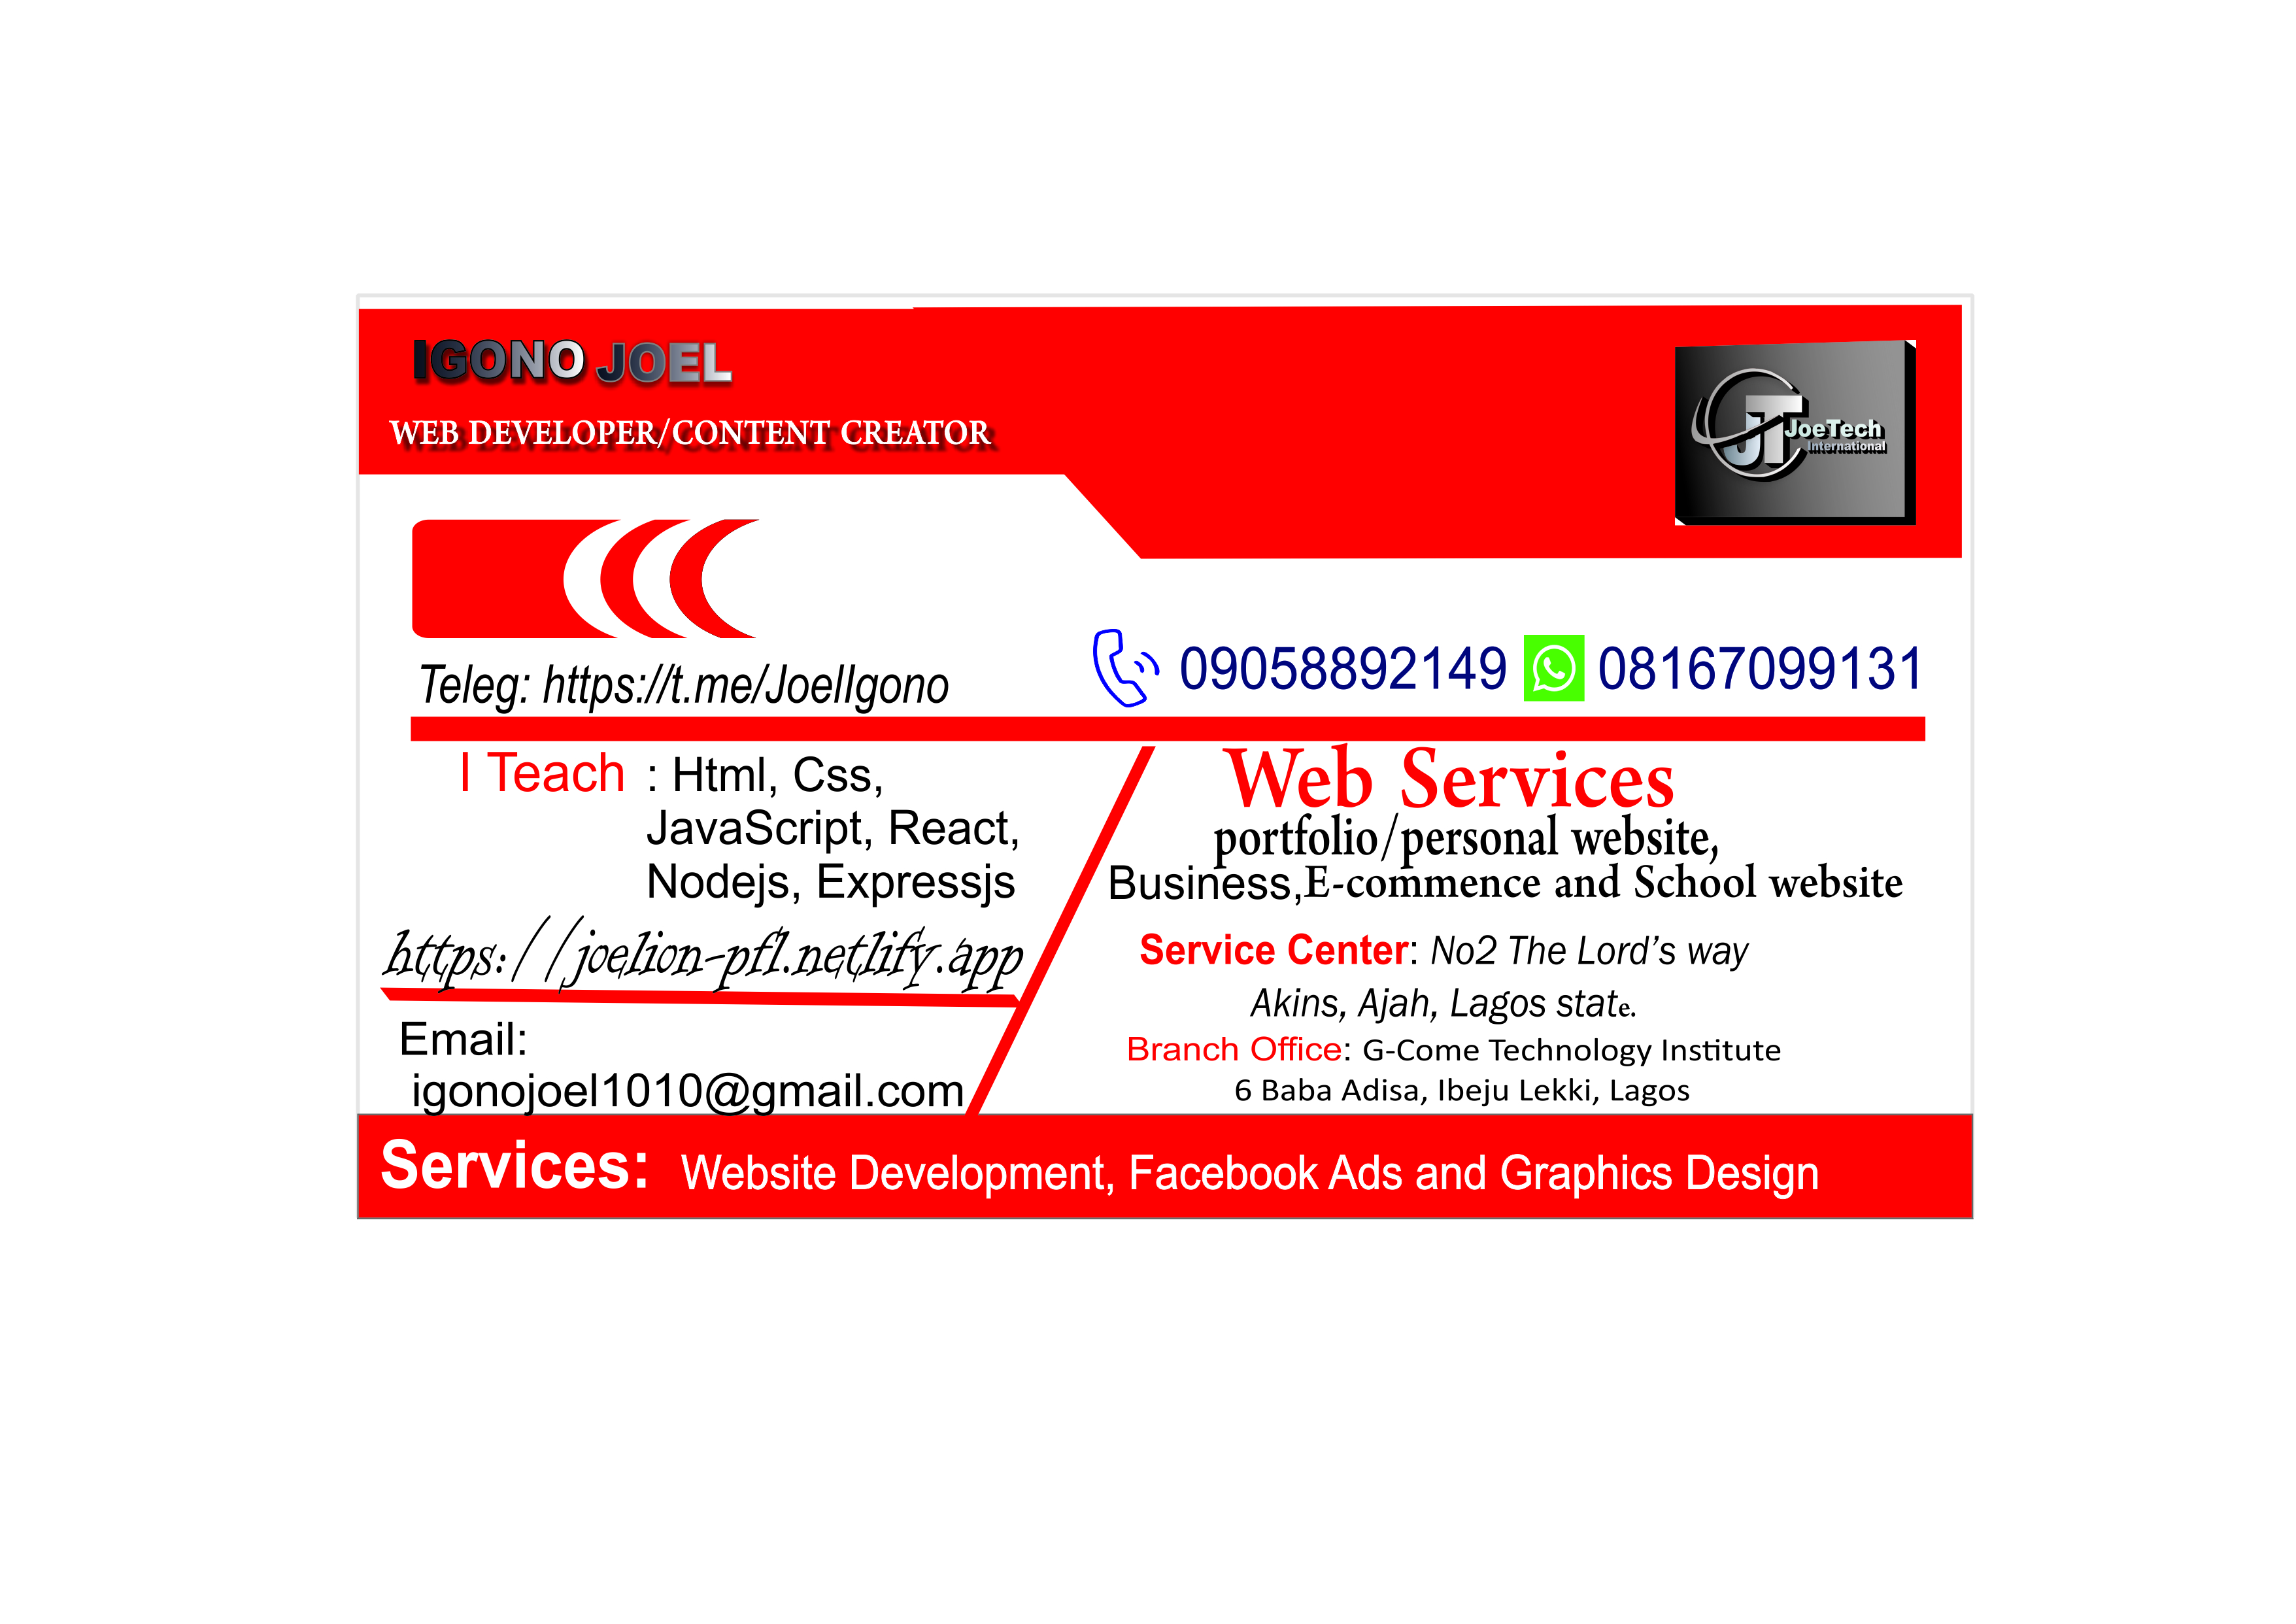 IGONO JOEL
WEB DEVELOPER/CONTENT CREATOR
JT JoeTech
International
Teleg: https://t.me/JoelIgono
09058892149 08167099131
I Teach : Html, Css,
JavaScript, React,
Nodejs, Expressjs
https://joelion-pfl.netlify.app
Email:
igonojoel1010@gmail.com
Web Services
portfolio/personal website,
Business,E-commence and School website
Service Center: No2 The Lord's way
Akins, Ajah, Lagos state.
Branch Office: G-Come Technology Institute
6 Baba Adisa, Ibeju Lekki, Lagos
Services: Website Development, Facebook Ads and Graphics Design